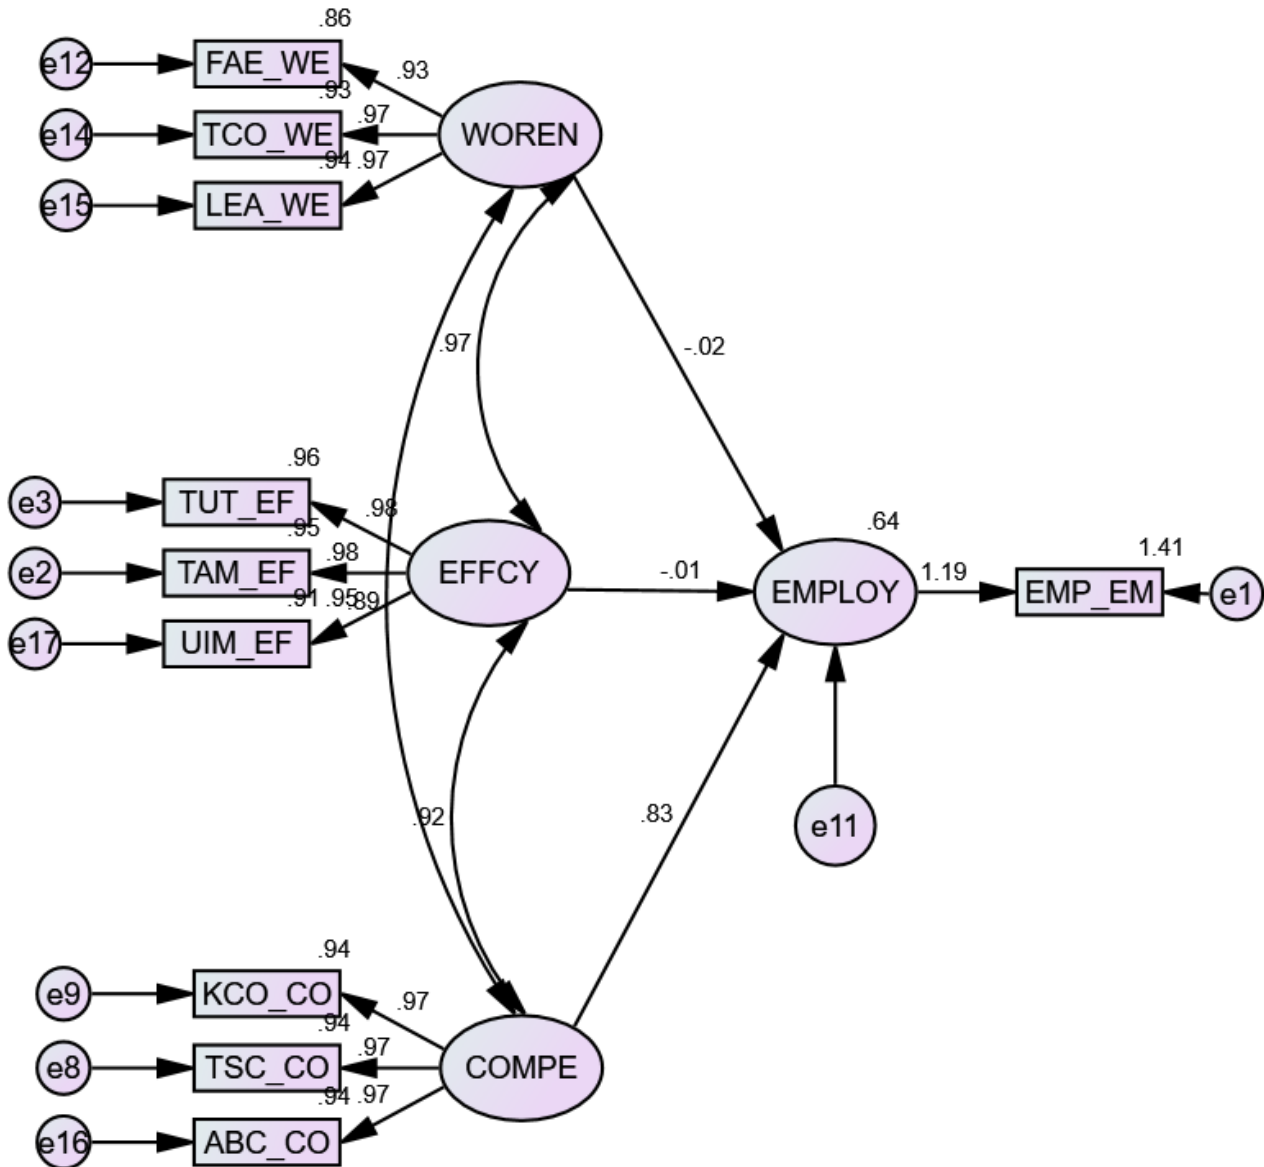 .86
e12 FAE_WE .93
.93
e14 TCO_WE .97 WOREN
.94 .97
e15 LEA_WE
.97 -.02
.96
e3 TUT_EF .98 .64
.95 1.41
e2 TAM_EF .98 EFFCY -.01 EMPLOY 1.19 EMP_EM e1
.91 .95 .89
e17 UIM_EF
.92 .83 e11
.94
e9 KCO_CO .97
.94
e8 TSC_CO .97 COMPE
.94 .97
e16 ABC_CO